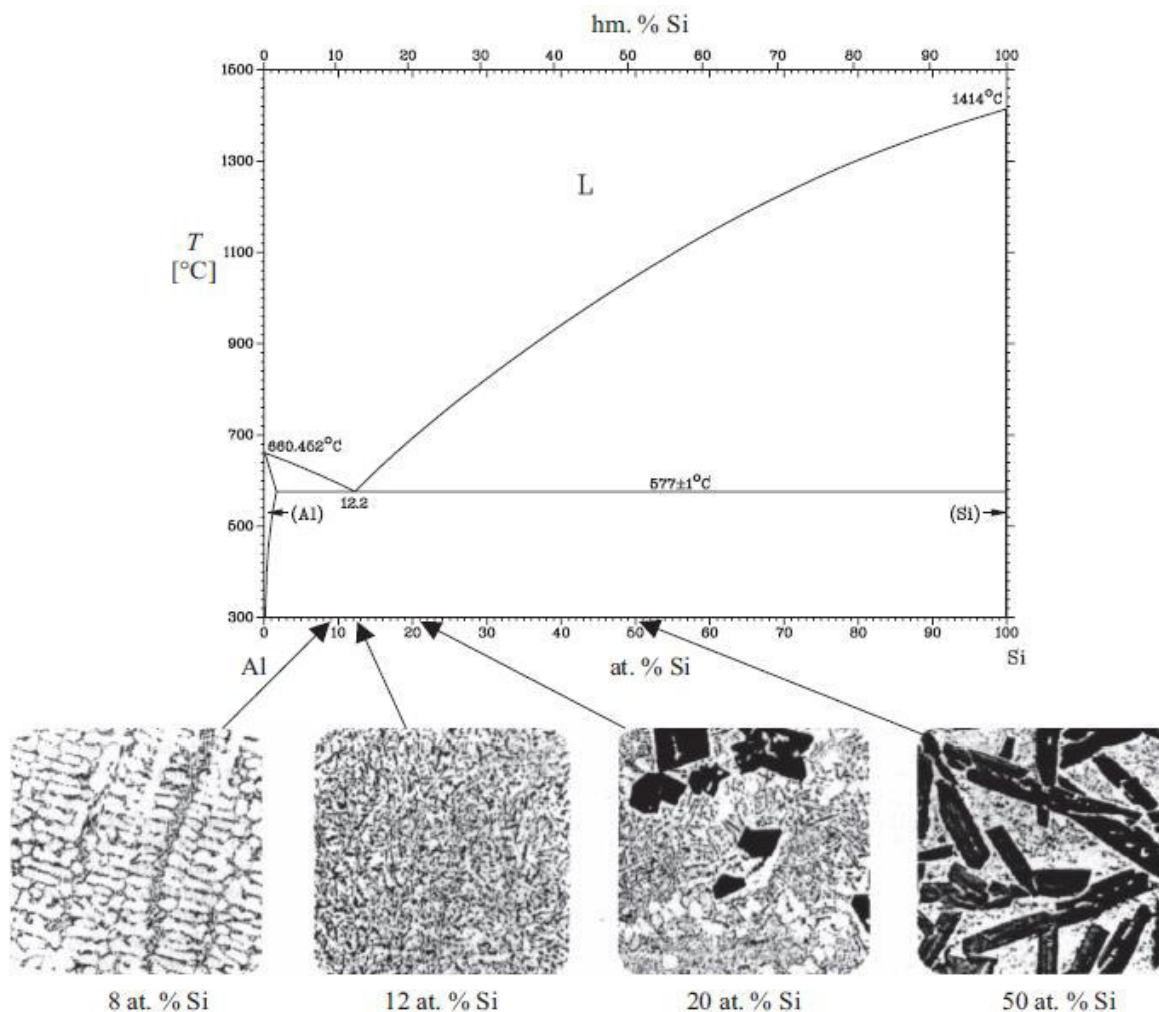 hm. % Si
0 10 20 30 40 50 60 70 80 90 100
1600
1414°C
1300
L
T
[°C]
1100
900
700
660.452°C
577±1°C
12.2
(Al)
(Si)
500
300
0 10 20 30 40 50 60 70 80 90 100
Al
at. % Si
Si
8 at. % Si
12 at. % Si
20 at. % Si
50 at. % Si